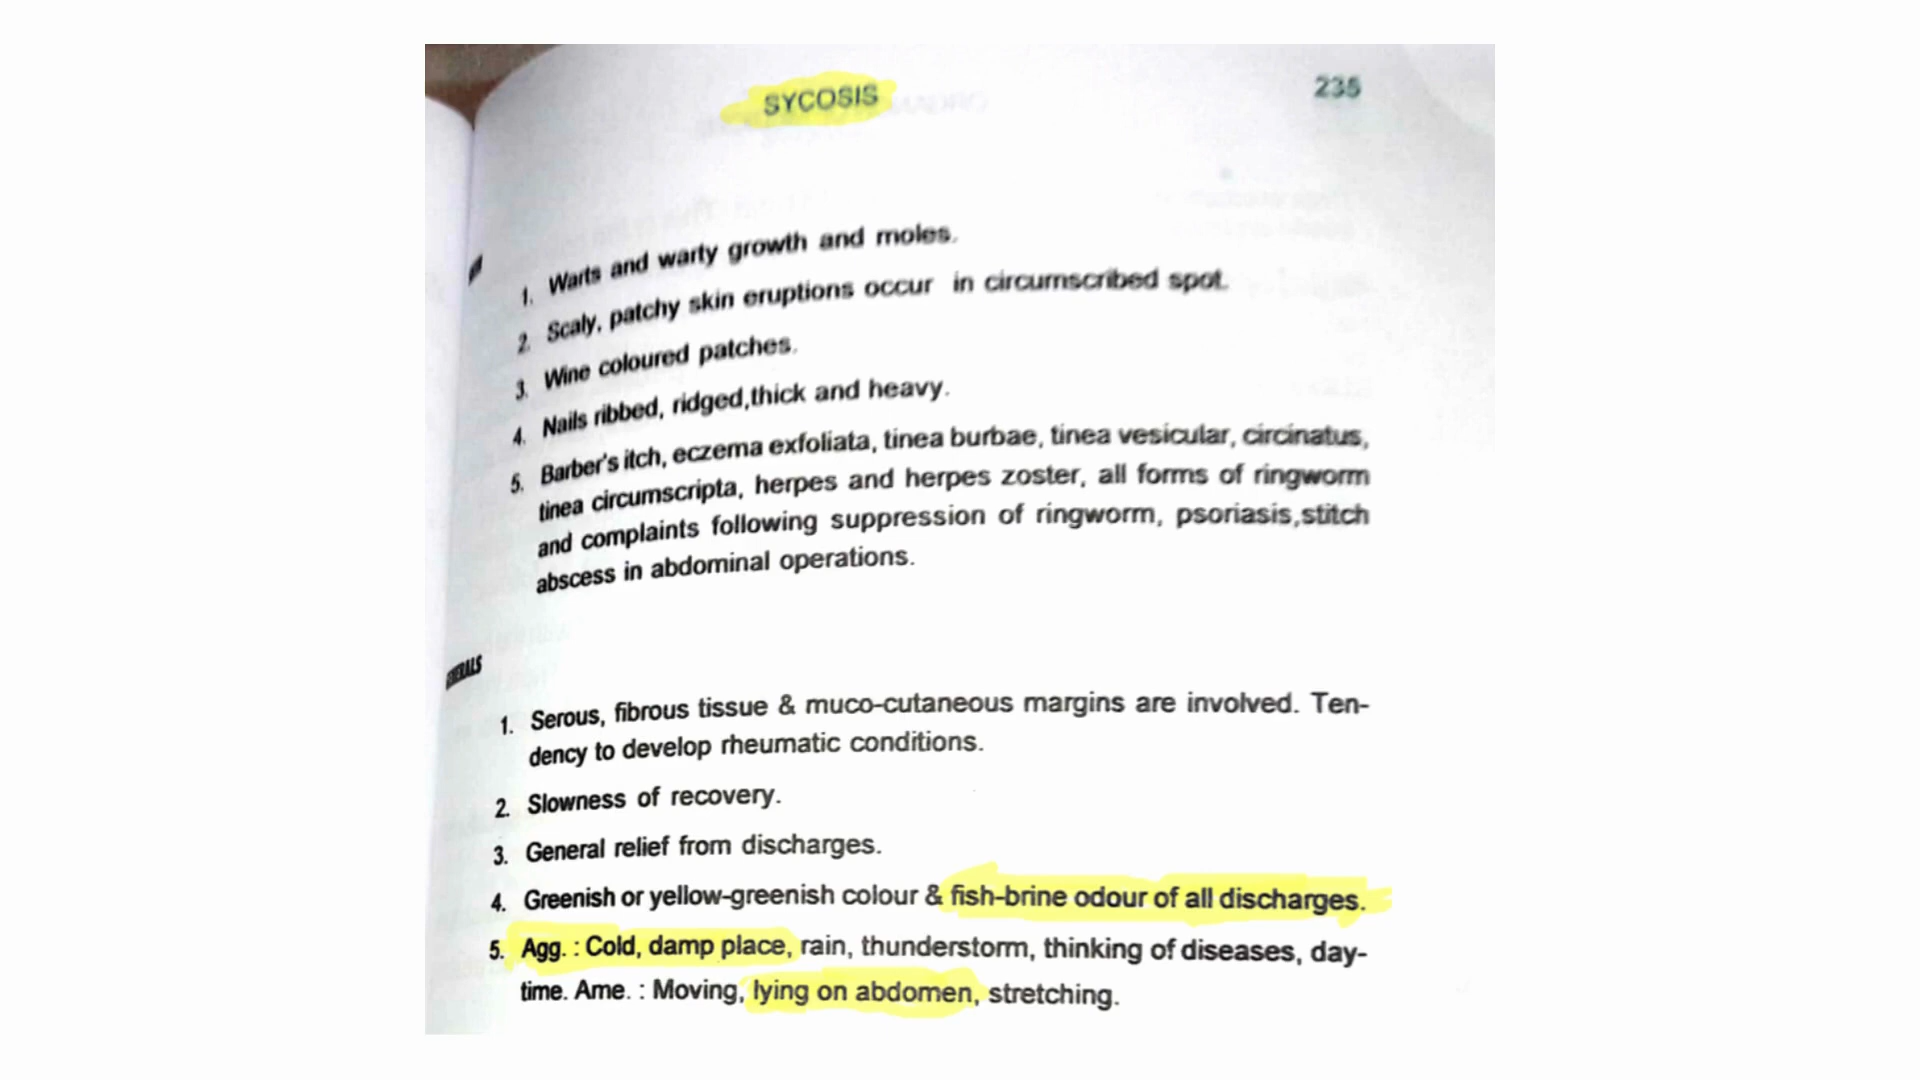 SYCOSIS
235
1. Warts and warty growth and moles.
2. Scaly, patchy skin eruptions occur in circumscribed spot.
3. Wine coloured patches.
4. Nails ribbed, ridged,thick and heavy.
5. Barber's itch, eczema exfoliata, tinea burbae, tinea vesicular, circinatus,
tinea circumscripta, herpes and herpes zoster, all forms of ringworm
and complaints following suppression of ringworm, psoriasis,stitch
abscess in abdominal operations.
1. Serous, fibrous tissue & muco-cutaneous margins are involved. Ten-
dency to develop rheumatic conditions.
2. Slowness of recovery.
3. General relief from discharges.
4. Greenish or yellow-greenish colour & fish-brine odour of all discharges.
5. Agg. : Cold, damp place, rain, thunderstorm, thinking of diseases, day-
time. Ame. : Moving, lying on abdomen, stretching.